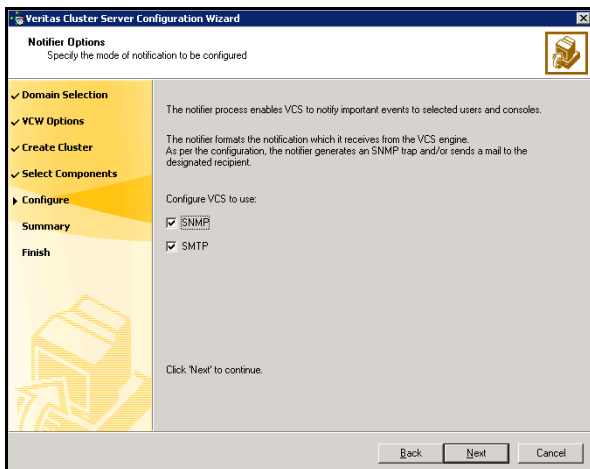 Veritas Cluster Server Configuration Wizard
Notifier Options
Specify the mode of notification to be configured
Domain Selection
VCW Options
Create Cluster
Select Components
Configure
Summary
Finish
The notifier process enables VCS to notify important events to selected users and consoles.
The notifier formats the notification which it receives from the VCS engine.
As per the configuration, the notifier generates an SNMP trap and/or sends a mail to the
designated recipient.
Configure VCS to use:
SNMP
SMTP
Click 'Next' to continue.
Back Next Cancel